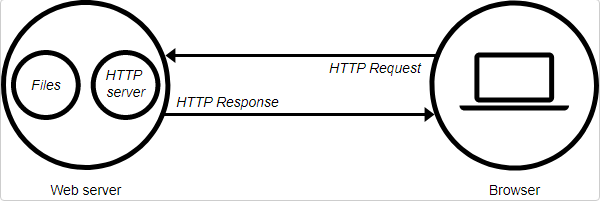 Files
HTTP
server
HTTP Request
HTTP Response
Web server
Browser